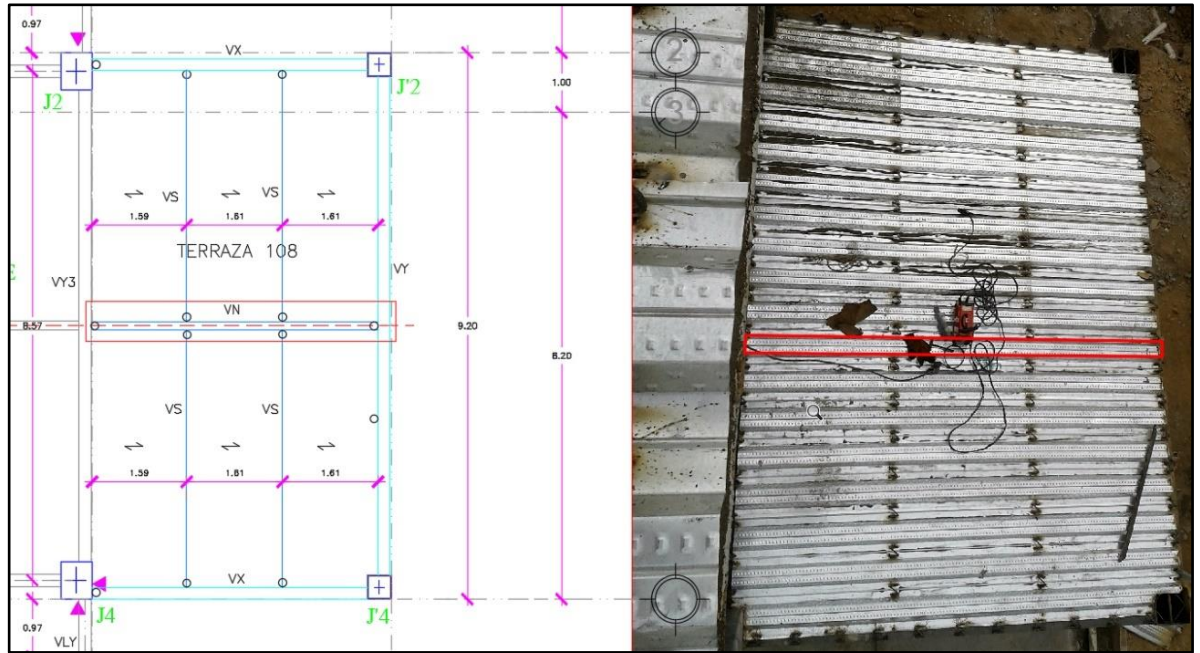 0.97
VX
J2
J'2
2
1.00
3
VS VS
1.59 1.61 1.61
TERRAZA 108
VY3
VY
VN
8.57
9.20
8.20
VS VS
1.59 1.61 1.61
VX
J4
J'4
0.97
VLY